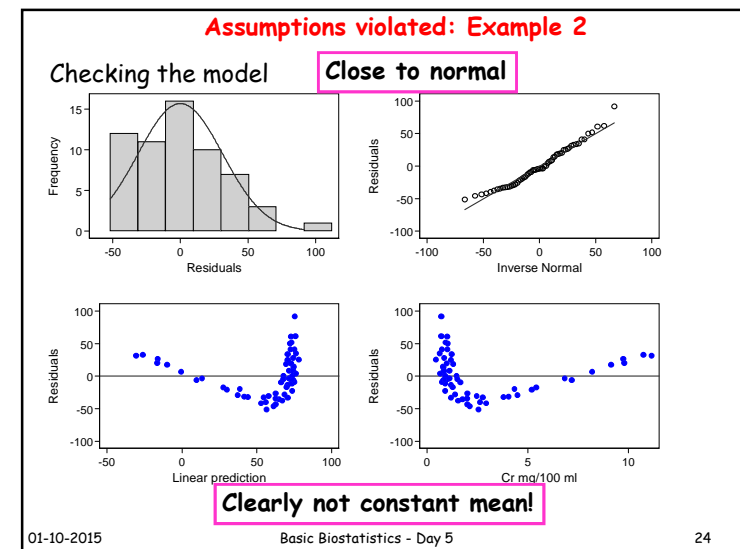 Assumptions violated: Example 2
Checking the model
Close to normal
15
10
5
0
Frequency
-50 0 50 100
Residuals
100
50
0
-50
-100
Residuals
-100 -50 0 50 100
Inverse Normal
100
50
0
-50
-100
Residuals
-50 0 50 100
Linear prediction
100
50
0
-50
-100
Residuals
0 5 10
Cr mg/100 ml
Clearly not constant mean!
01-10-2015 Basic Biostatistics - Day 5 24